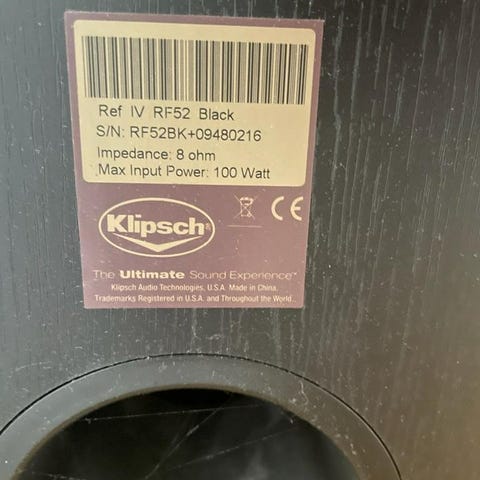 Ref IV RF52 Black
S/N: RF52BK+09480216
Impedance: 8 ohm
Max Input Power: 100 Watt
Klipsch®
CE
The Ultimate Sound Experience™
Klipsch Audio Technologies, U.S.A. Made in China.
Trademarks Registered in U.S.A. and Throughout the World.